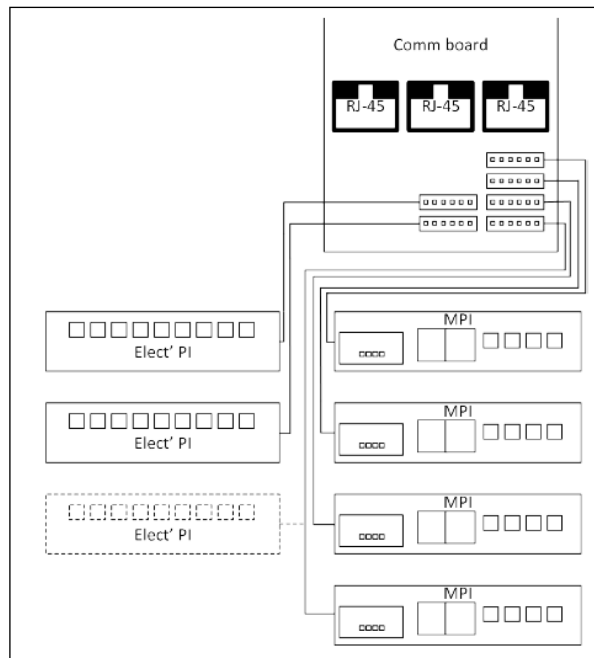 Comm board
RJ-45 RJ-45 RJ-45
MPI
Elect' PI
MPI
Elect' PI
MPI
Elect' PI
MPI